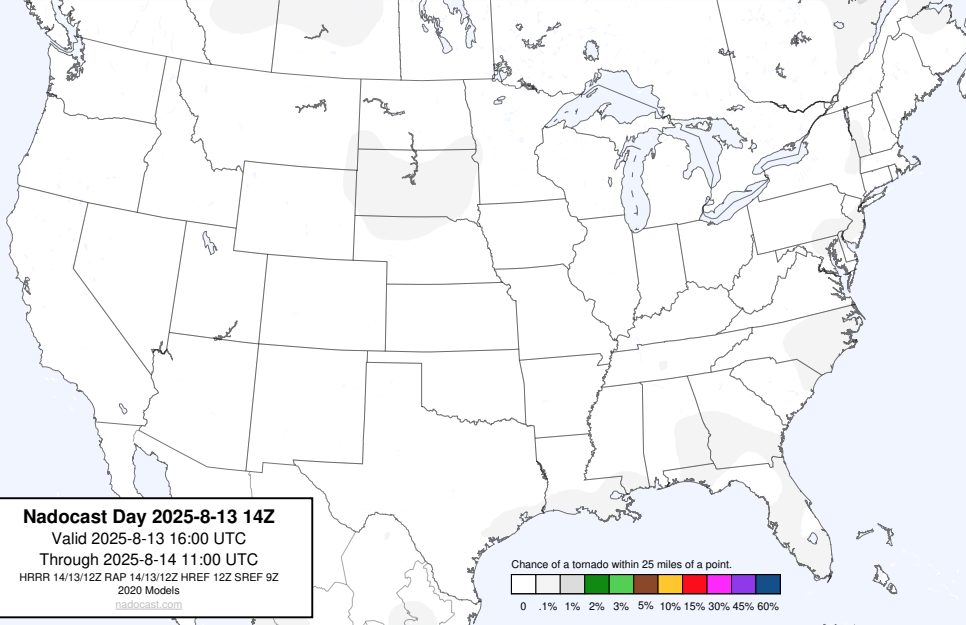 Nadocast Day 2025-8-13 14Z
Valid 2025-8-13 16:00 UTC
Through 2025-8-14 11:00 UTC
HRRR 14/13/12Z RAP 14/13/12Z HREF 12Z SREF 9Z
2020 Models
nadocast.com
Chance of a tornado within 25 miles of a point.
0 .1% 1% 2% 3% 5% 10% 15% 30% 45% 60%